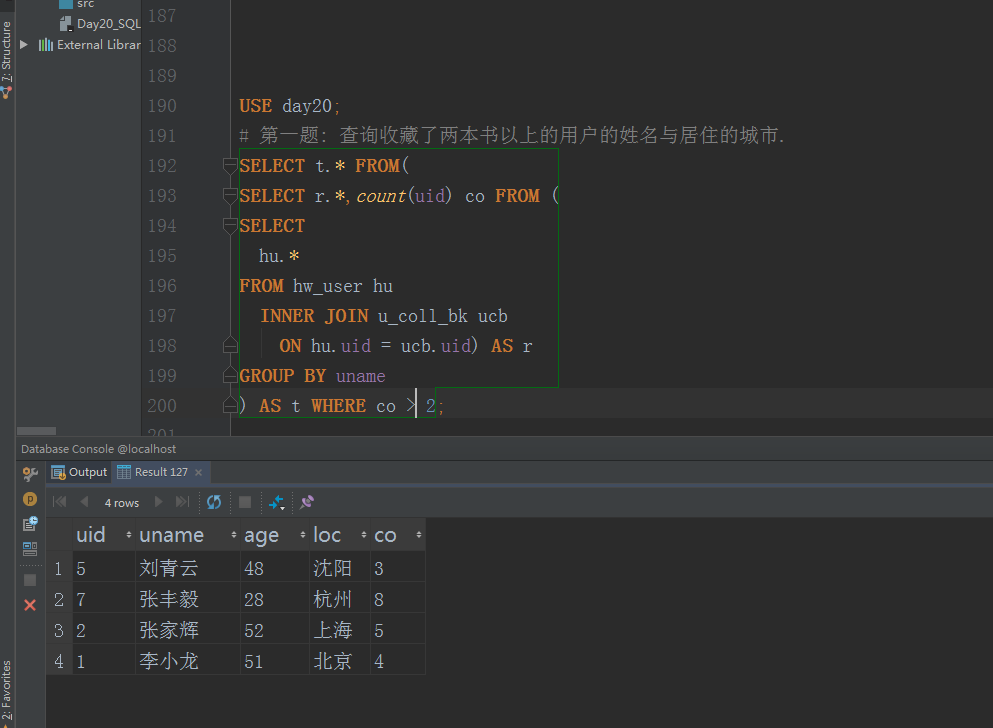 src
Day20_SQL
External Librar
7: Structure
187
188
189
190 USE day20;
191 # 第一题: 查询收藏了两本书以上的用户的姓名与居住的城市.
192 SELECT t.* FROM(
193 SELECT r.*,count(uid) co FROM (
194 SELECT
195 hu.*
196 FROM hw_user hu
197 INNER JOIN u_coll_bk ucb
198 ON hu.uid = ucb.uid) AS r
199 GROUP BY uname
200 ) AS t WHERE co > 2;
201
Database Console @localhost
Output Result 127
4 rows
uid uname age loc co
1 5 刘青云 48 沈阳 3
2 7 张丰毅 28 杭州 8
3 2 张家辉 52 上海 5
4 1 李小龙 51 北京 4
2: Favorites